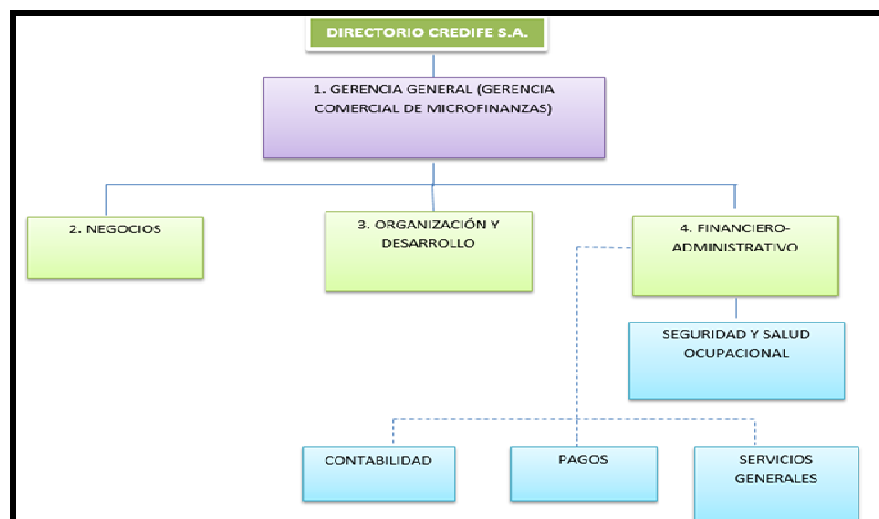 DIRECTORIO CREDIFE S.A.
1. GERENCIA GENERAL (GERENCIA
COMERCIAL DE MICROFINANZAS)
2. NEGOCIOS
3. ORGANIZACIÓN Y
DESARROLLO
4. FINANCIERO-
ADMINISTRATIVO
SEGURIDAD Y SALUD
OCUPACIONAL
CONTABILIDAD
PAGOS
SERVICIOS
GENERALES